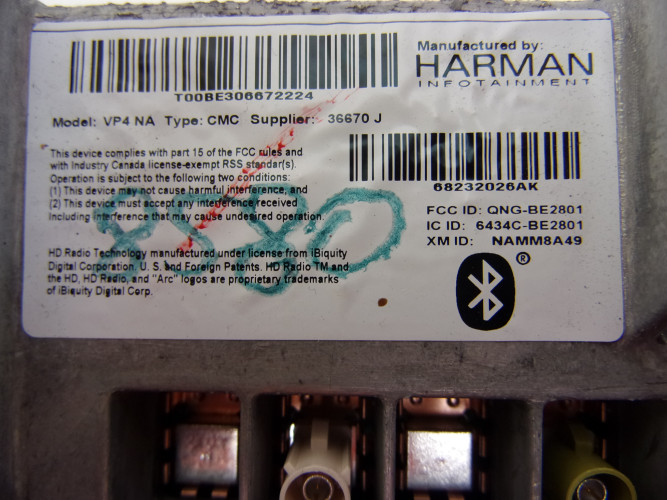 Manufactured by:
HARMAN
INFOTAINMENT
T00BE306672224
Model: VP4 NA Type: CMC Supplier: 36670 J
This device complies with part 15 of the FCC rules and
with Industry Canada license-exempt RSS standar(s).
Operation is subject to the following two conditions:
(1) This device may not cause harmful interference, and
(2) This device must accept any interference received
Including interference that may cause undesired operation.
68232026AK
FCC ID: QNG-BE2801
IC ID: 6434C-BE2801
XM ID: NAMM8A49
HD Radio Technology manufactured under license from iBiquity
Digital Corporation. U. S. and Foreign Patents. HD Radio TM and
the HD, HD Radio, and "Arc" logos are proprietary trademarks
of iBiquity Digital Corp.
®